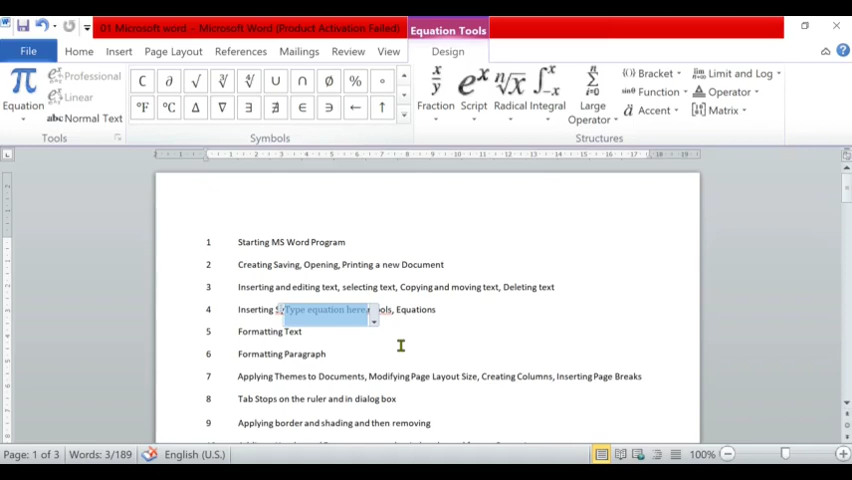 01 Microsoft word - Microsoft Word (Product Activation Failed)
Equation Tools
File Home Insert Page Layout References Mailings Review View Design
Professional
Linear
Normal Text
Equation
Tools
Symbols
C ∂ √ ∛ ∜ ∪ ∩ ∅ % °
°F °C ∆ ∇ ∃ ∄ ∈ ∋ ← ↑
Fraction Script Radical Integral Large Operator
Bracket
Function
Accent
Limit and Log
Operator
Matrix
Structures
1 Starting MS Word Program
2 Creating Saving, Opening, Printing a new Document
3 Inserting and editing text, selecting text, Copying and moving text, Deleting text
4 Inserting Type equation here. Equations
5 Formatting Text
6 Formatting Paragraph
7 Applying Themes to Documents, Modifying Page Layout Size, Creating Columns, Inserting Page Breaks
8 Tab Stops on the ruler and in dialog box
9 Applying border and shading and then removing
Page: 1 of 3 Words: 3/189 English (U.S.) 100%